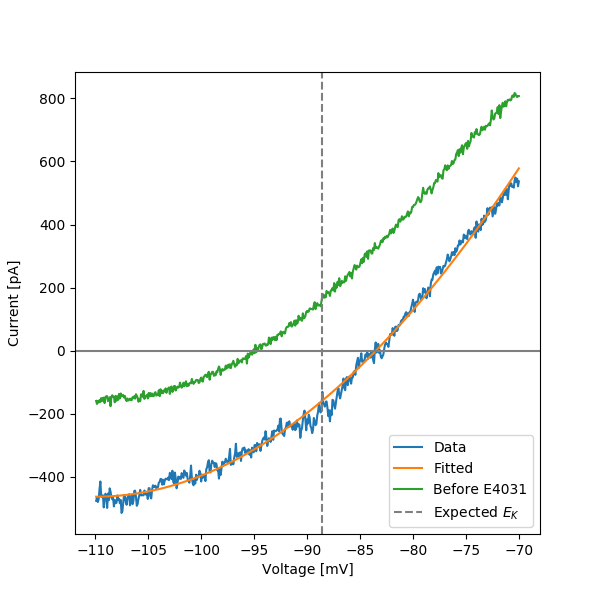 800
600
400
200
0
−200
−400
−110
−105
−100
−95
−90
−85
−80
−75
−70
Current [pA]
Voltage [mV]
Data
Fitted
Before E4031
Expected E_K